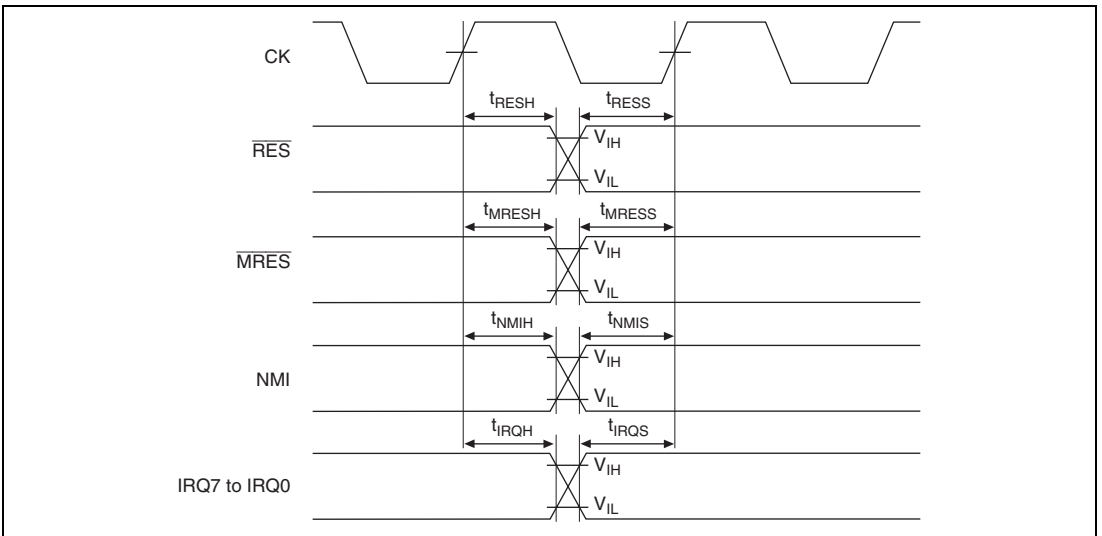 CK
tRESH tRESS
RES
VIH
VIL
tMRESH tMRESS
MRES
VIH
VIL
tNMIH tNMIS
NMI
VIH
VIL
tIRQH tIRQS
IRQ7 to IRQ0
VIH
VIL